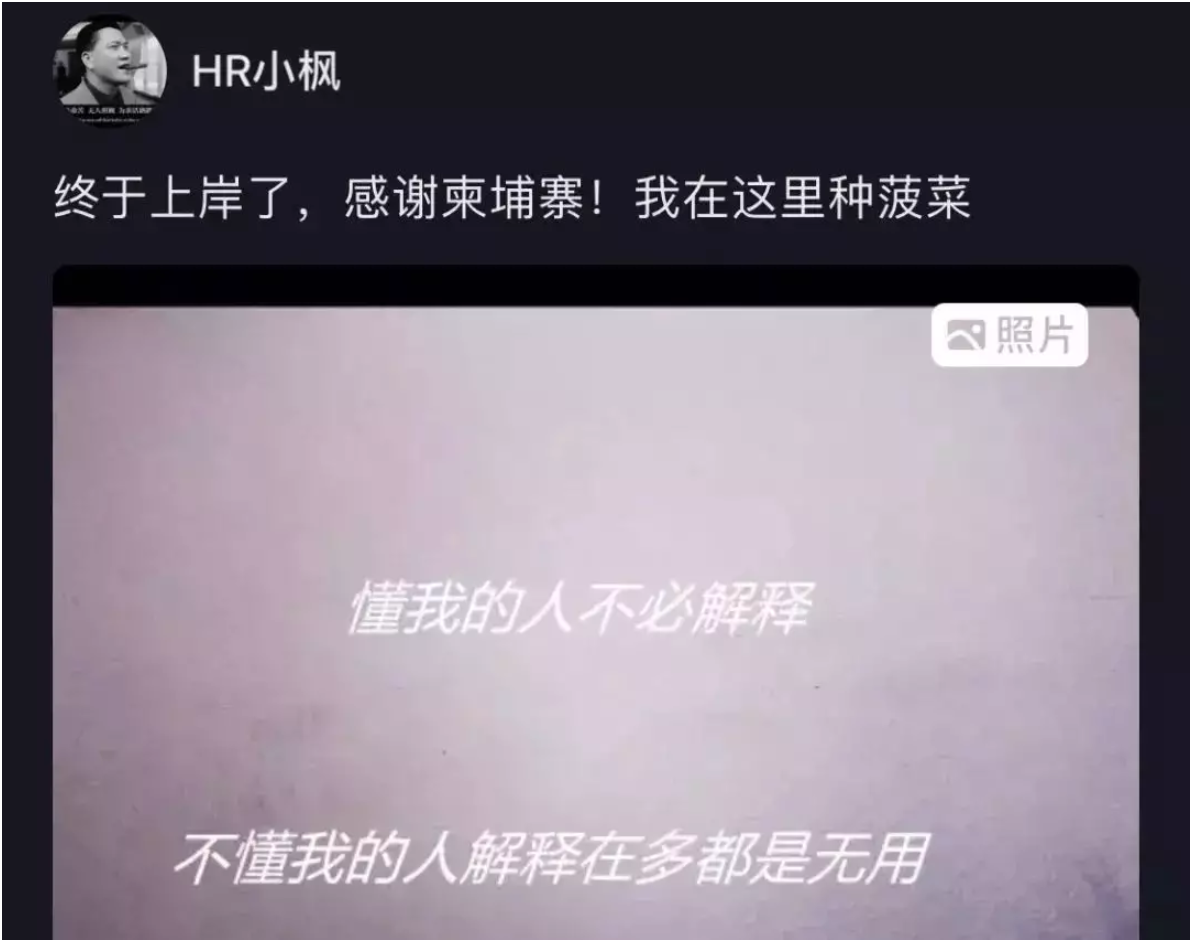 HR小枫
终于上岸了，感谢柬埔寨！我在这里种菠菜
照片
懂我的人不必解释
不懂我的人解释在多都是无用